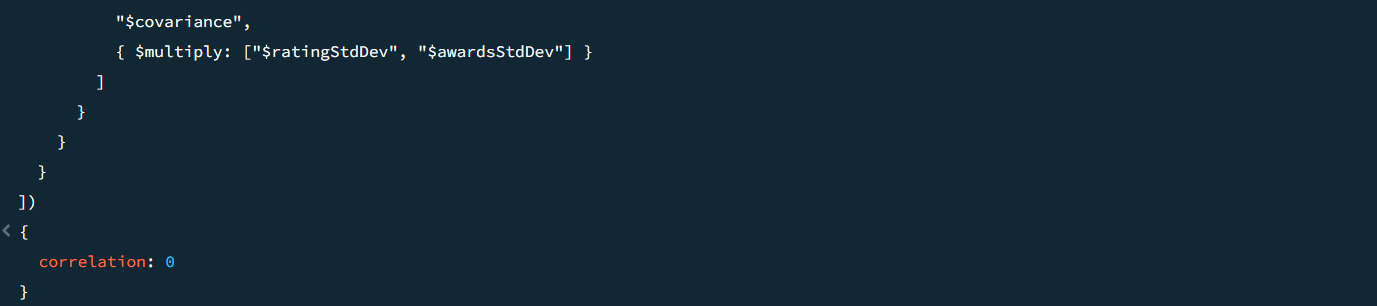 "$covariance",
{ $multiply: ["$ratingStdDev", "$awardsStdDev"] }
]
}
}
}
])
< {
correlation: 0
}